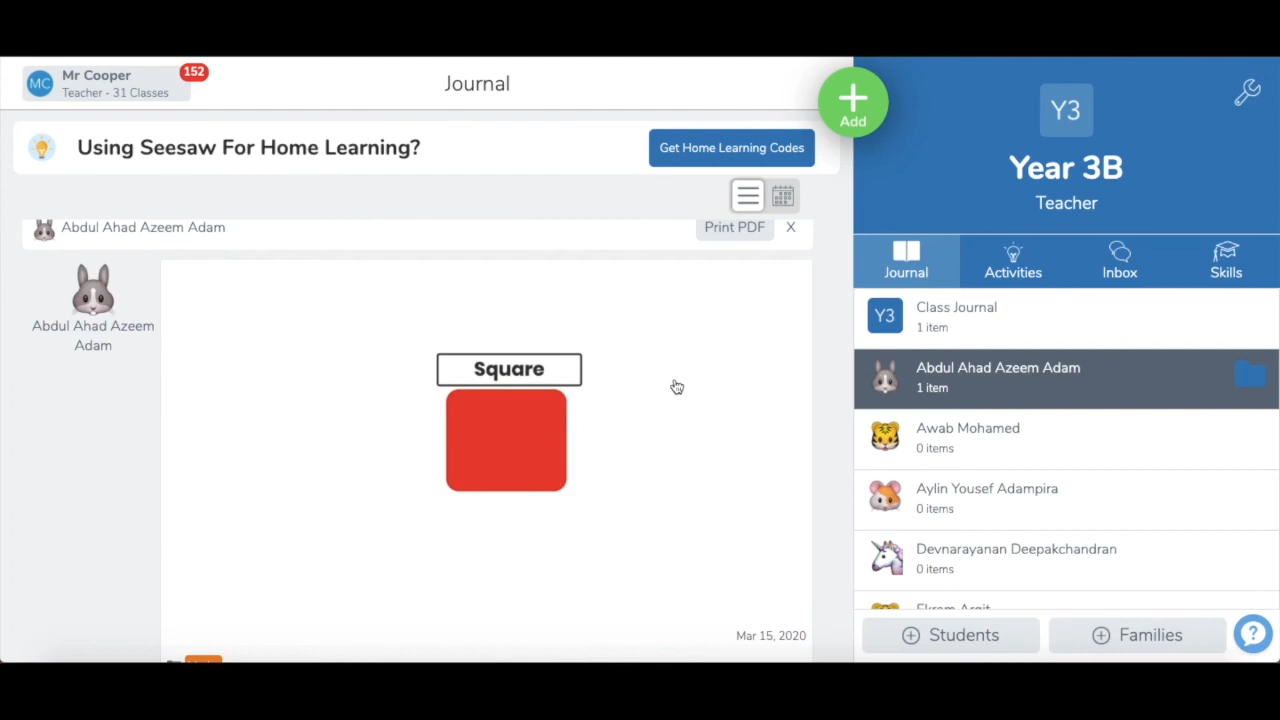 MC
Mr Cooper
Teacher - 31 Classes
152
Journal
Add
Using Seesaw For Home Learning?
Get Home Learning Codes
Abdul Ahad Azeem Adam
Print PDF
X
Abdul Ahad Azeem
Adam
Square
Mar 15, 2020
Y3
Year 3B
Teacher
Journal
Activities
Inbox
Skills
Y3
Class Journal
1 item
Abdul Ahad Azeem Adam
1 item
Awab Mohamed
0 items
Aylin Yousef Adampira
0 items
Devnarayanan Deepakchandran
0 items
Students
Families
?